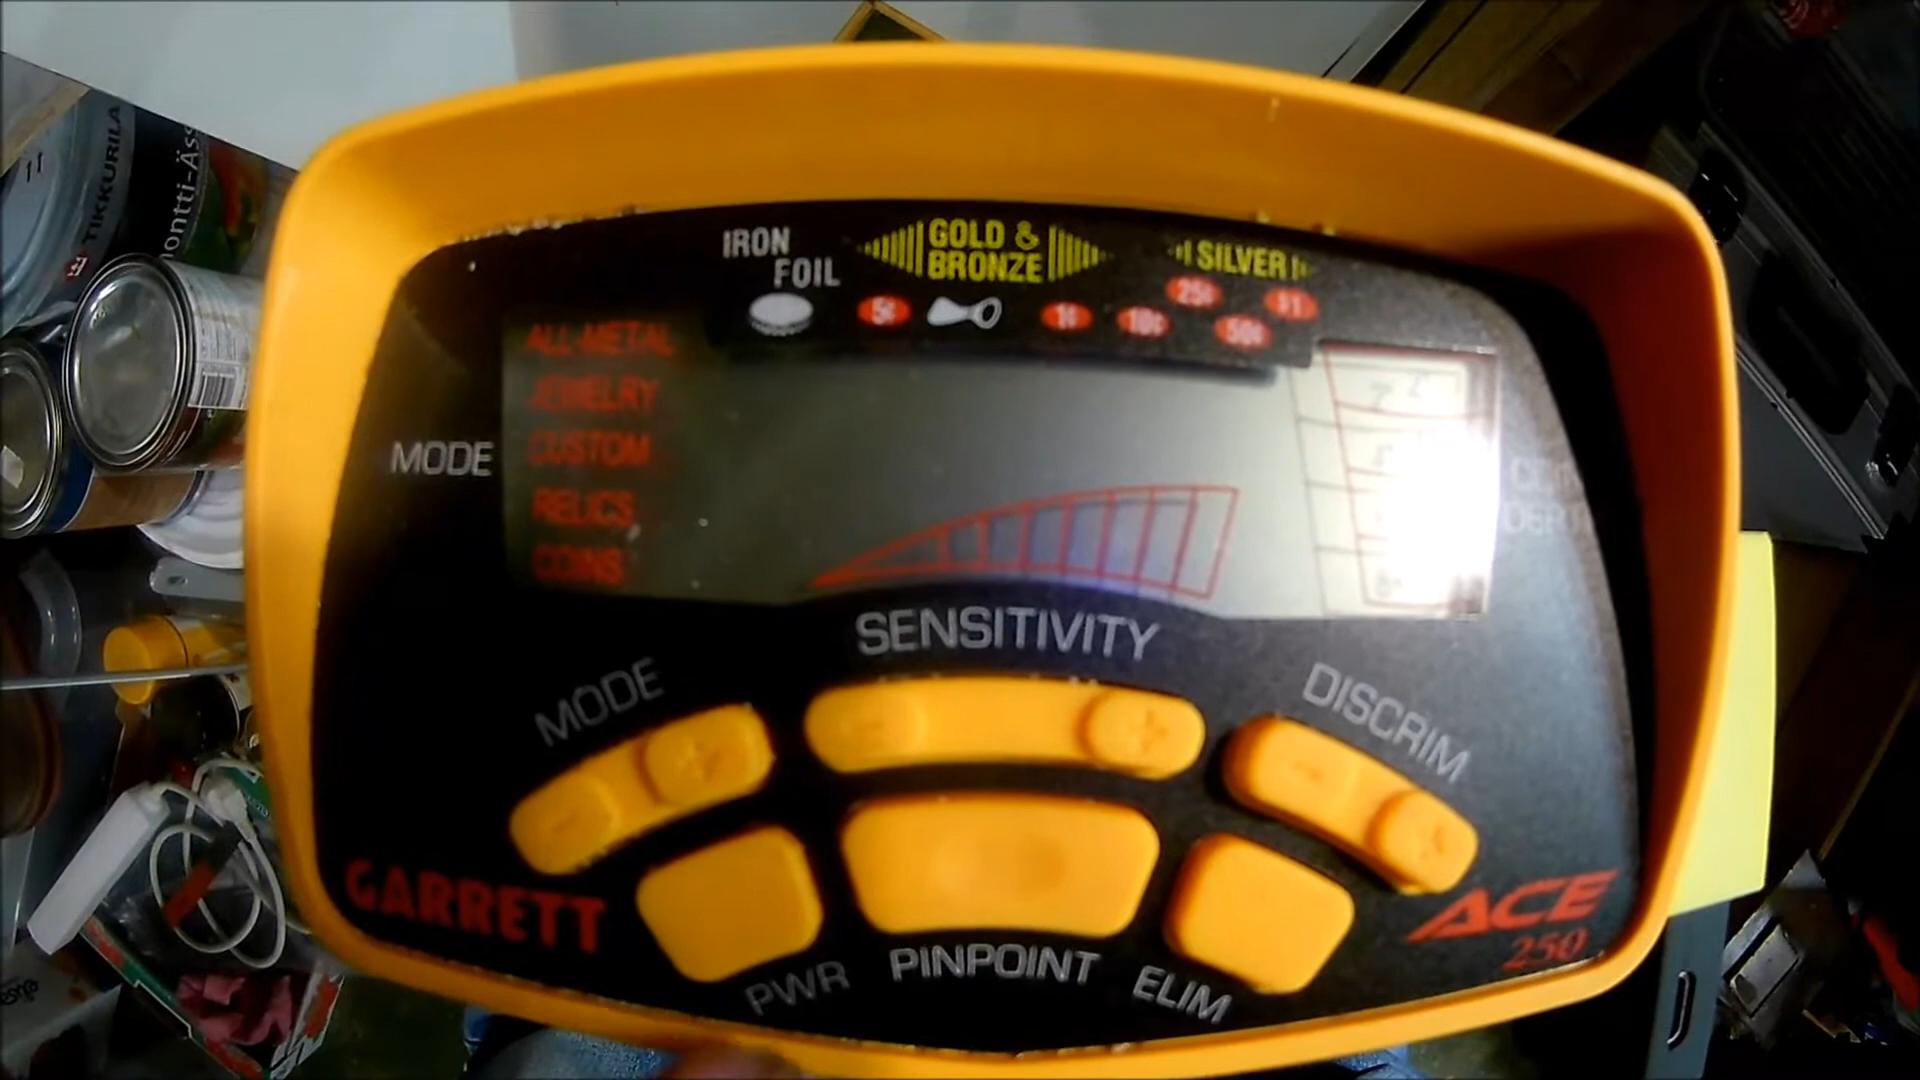 TIKKURILA
IRON
FOIL
GOLD &
BRONZE
SILVER
5¢
1¢
10¢
25¢
50¢
$1
ALL-METAL
JEWELRY
CUSTOM
RELICS
COINS
MODE
2"
SENSITIVITY
MODE
DISCRIM
- +
- +
- +
GARRETT
ACE
250
PWR
PINPOINT
ELIM